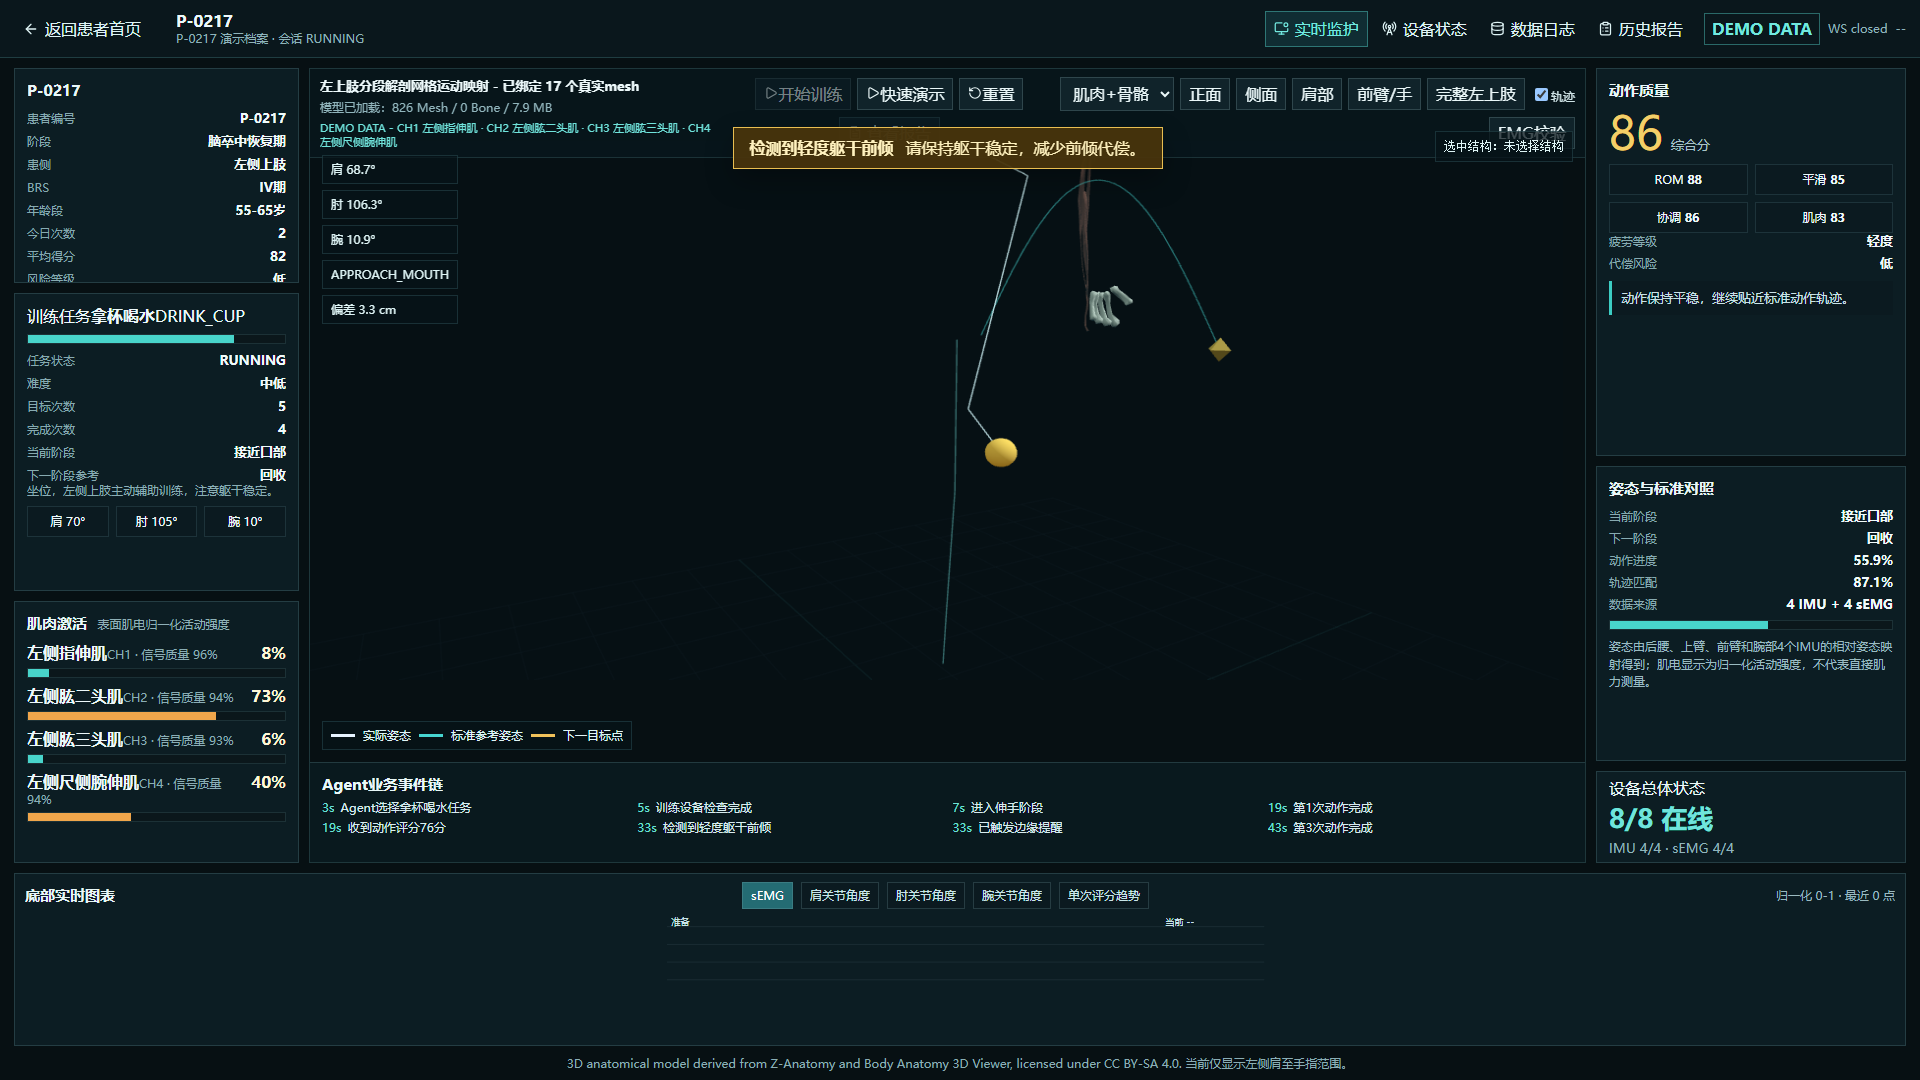 返回患者首页
P-0217
P-0217 演示档案 · 会话 RUNNING
实时监护
设备状态
数据日志
历史报告
DEMO DATA
WS closed --
P-0217
患者编号 P-0217
阶段 脑卒中恢复期
患侧 左侧上肢
BRS IV期
年龄段 55-65岁
今日次数 2
平均得分 82
风险等级 低
训练任务拿杯喝水DRINK_CUP
任务状态 RUNNING
难度 中低
目标次数 5
完成次数 4
当前阶段 接近口部
下一阶段参考 回收
坐位，左侧上肢主动辅助训练，注意躯干稳定。
肩 70° 肘 105° 腕 10°
肌肉激活 表面肌电归一化活动强度
左侧指伸肌CH1 · 信号质量 96% 8%
左侧肱二头肌CH2 · 信号质量 94% 73%
左侧肱三头肌CH3 · 信号质量 93% 6%
左侧尺侧腕伸肌CH4 · 信号质量 40%
94%
左上肢分段解剖网格运动映射 - 已绑定 17 个真实mesh
模型已加载：826 Mesh / 0 Bone / 7.9 MB
DEMO DATA - CH1 左侧指伸肌 · CH2 左侧肱二头肌 · CH3 左侧肱三头肌 · CH4
左侧尺侧腕伸肌
开始训练 快速演示 重置
肌肉+骨骼 正面 侧面 肩部 前臂/手 完整左上肢 轨迹
EMG校验
选中结构：未选择结构
检测到轻度躯干前倾 请保持躯干稳定，减少前倾代偿。
肩 68.7°
肘 106.3°
腕 10.9°
APPROACH_MOUTH
偏差 3.3 cm
实际姿态 标准参考姿态 下一目标点
Agent业务事件链
3s Agent选择拿杯喝水任务 5s 训练设备检查完成 7s 进入伸手阶段 19s 第1次动作完成
19s 收到动作评分76分 33s 检测到轻度躯干前倾 33s 已触发边缘提醒 43s 第3次动作完成
动作质量
86 综合分
ROM 88 平滑 85
协调 86 肌肉 83
疲劳等级 轻度
代偿风险 低
动作保持平稳，继续贴近标准动作轨迹。
姿态与标准对照
当前阶段 接近口部
下一阶段 回收
动作进度 55.9%
轨迹匹配 87.1%
数据来源 4 IMU + 4 sEMG
姿态由后腰、上臂、前臂和腕部4个IMU的相对姿态映
射得到；肌电显示为归一化活动强度，不代表直接肌
力测量。
设备总体状态
8/8 在线
IMU 4/4 · sEMG 4/4
底部实时图表
sEMG 肩关节角度 肘关节角度 腕关节角度 单次评分趋势
归一化 0-1 · 最近 0 点
准备 当前 --
3D anatomical model derived from Z-Anatomy and Body Anatomy 3D Viewer, licensed under CC BY-SA 4.0. 当前仅显示左侧肩至手指范围。